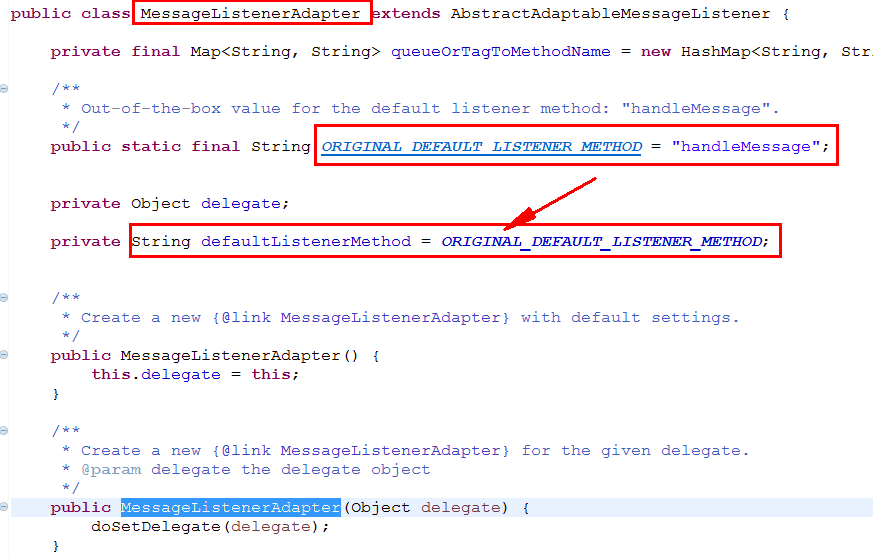 public class MessageListenerAdapter extends AbstractAdaptableMessageListener {
private final Map<String, String> queueOrTagToMethodName = new HashMap<String, Str
/**
* Out-of-the-box value for the default listener method: "handleMessage".
*/
public static final String ORIGINAL_DEFAULT_LISTENER_METHOD = "handleMessage";
private Object delegate;
private String defaultListenerMethod = ORIGINAL_DEFAULT_LISTENER_METHOD;
/**
* Create a new {@link MessageListenerAdapter} with default settings.
*/
public MessageListenerAdapter() {
this.delegate = this;
}
/**
* Create a new {@link MessageListenerAdapter} for the given delegate.
* @param delegate the delegate object
*/
public MessageListenerAdapter(Object delegate) {
doSetDelegate(delegate);
}